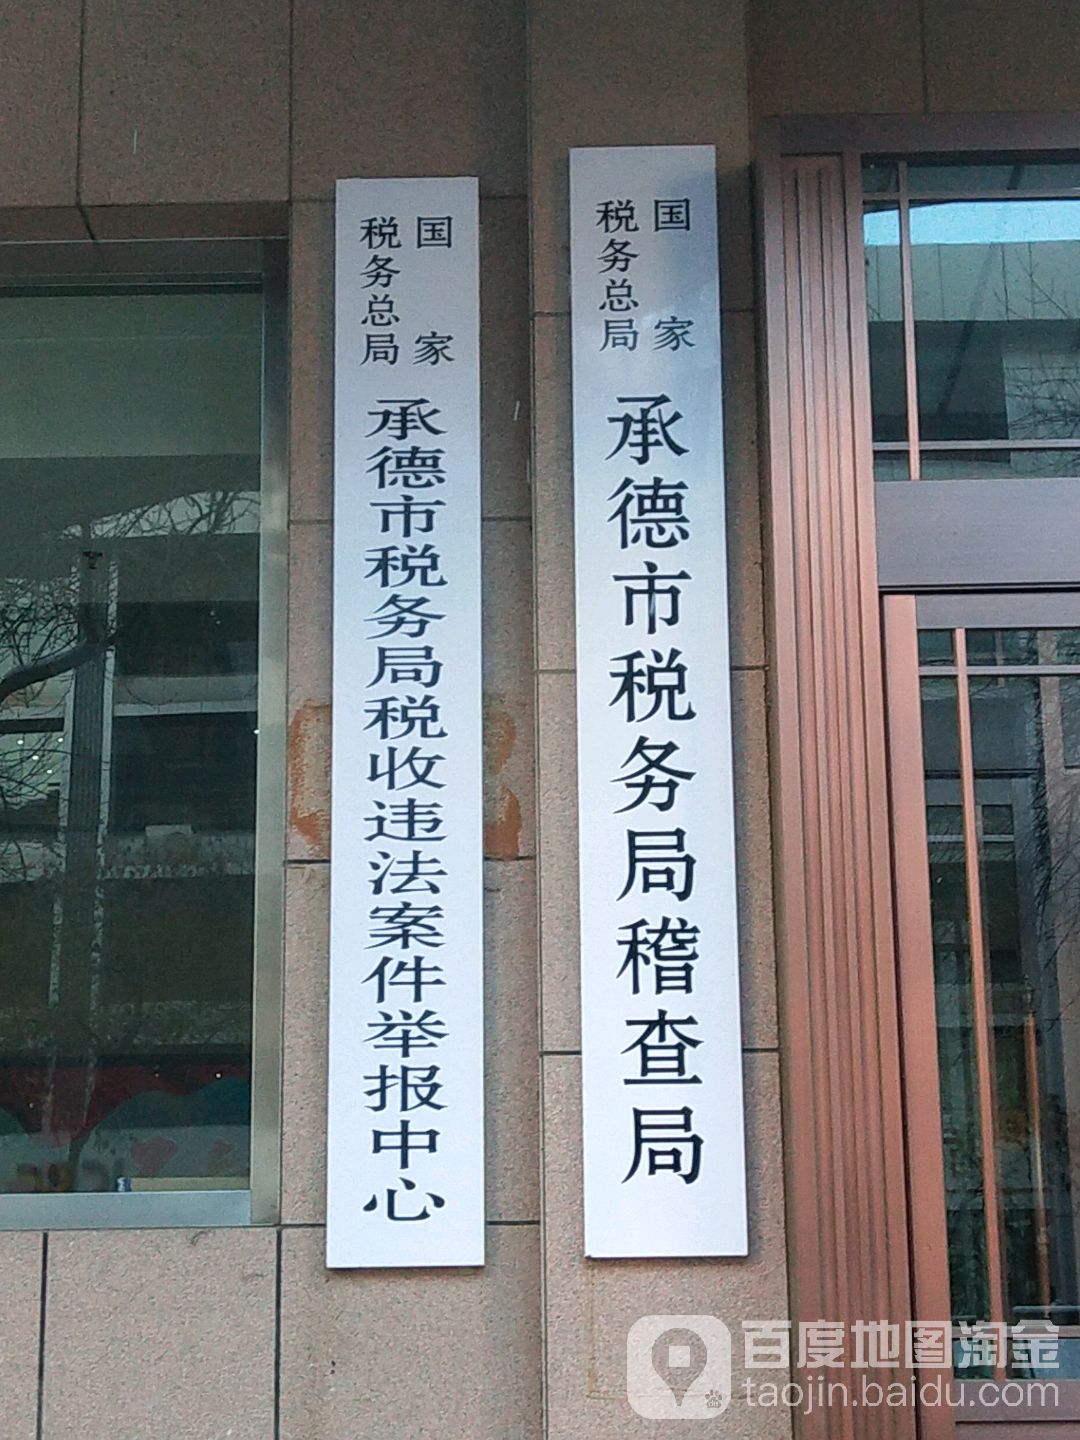 国家
税务总局
承德市税务局稽查局
国家
税务总局
承德市税务局税收违法案件举报中心
百度地图淘金
taojin.baidu.com